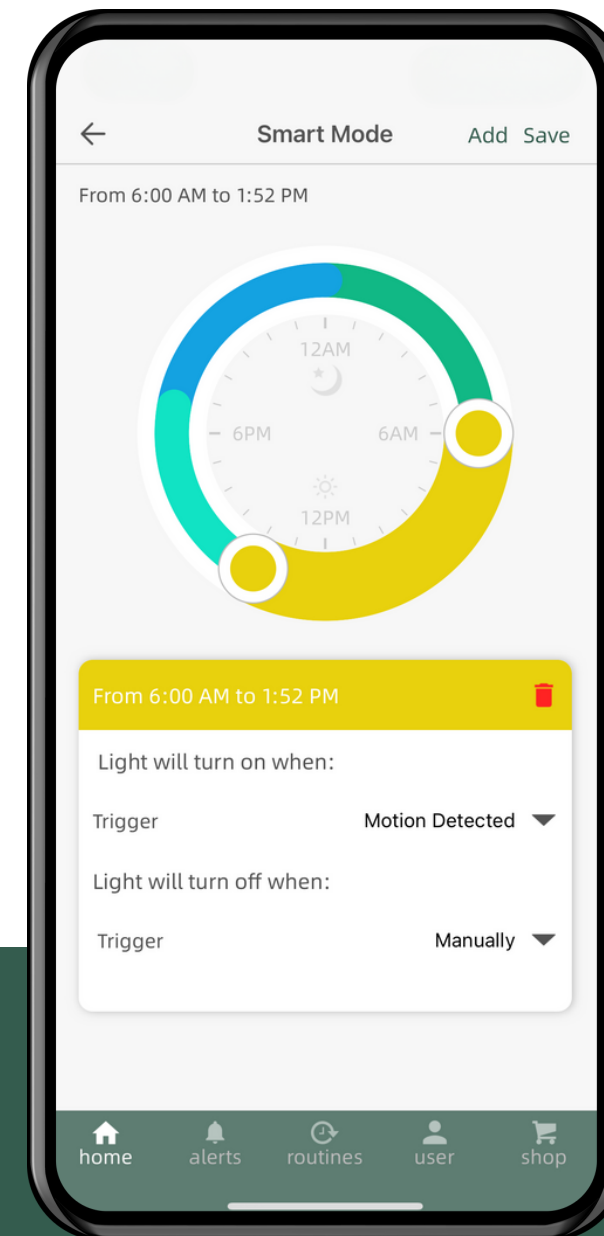 Smart Mode Add Save
From 6:00 AM to 1:52 PM
12AM
6PM 6AM
12PM
From 6:00 AM to 1:52 PM
Light will turn on when:
Trigger Motion Detected
Light will turn off when:
Trigger Manually
home alerts routines user shop